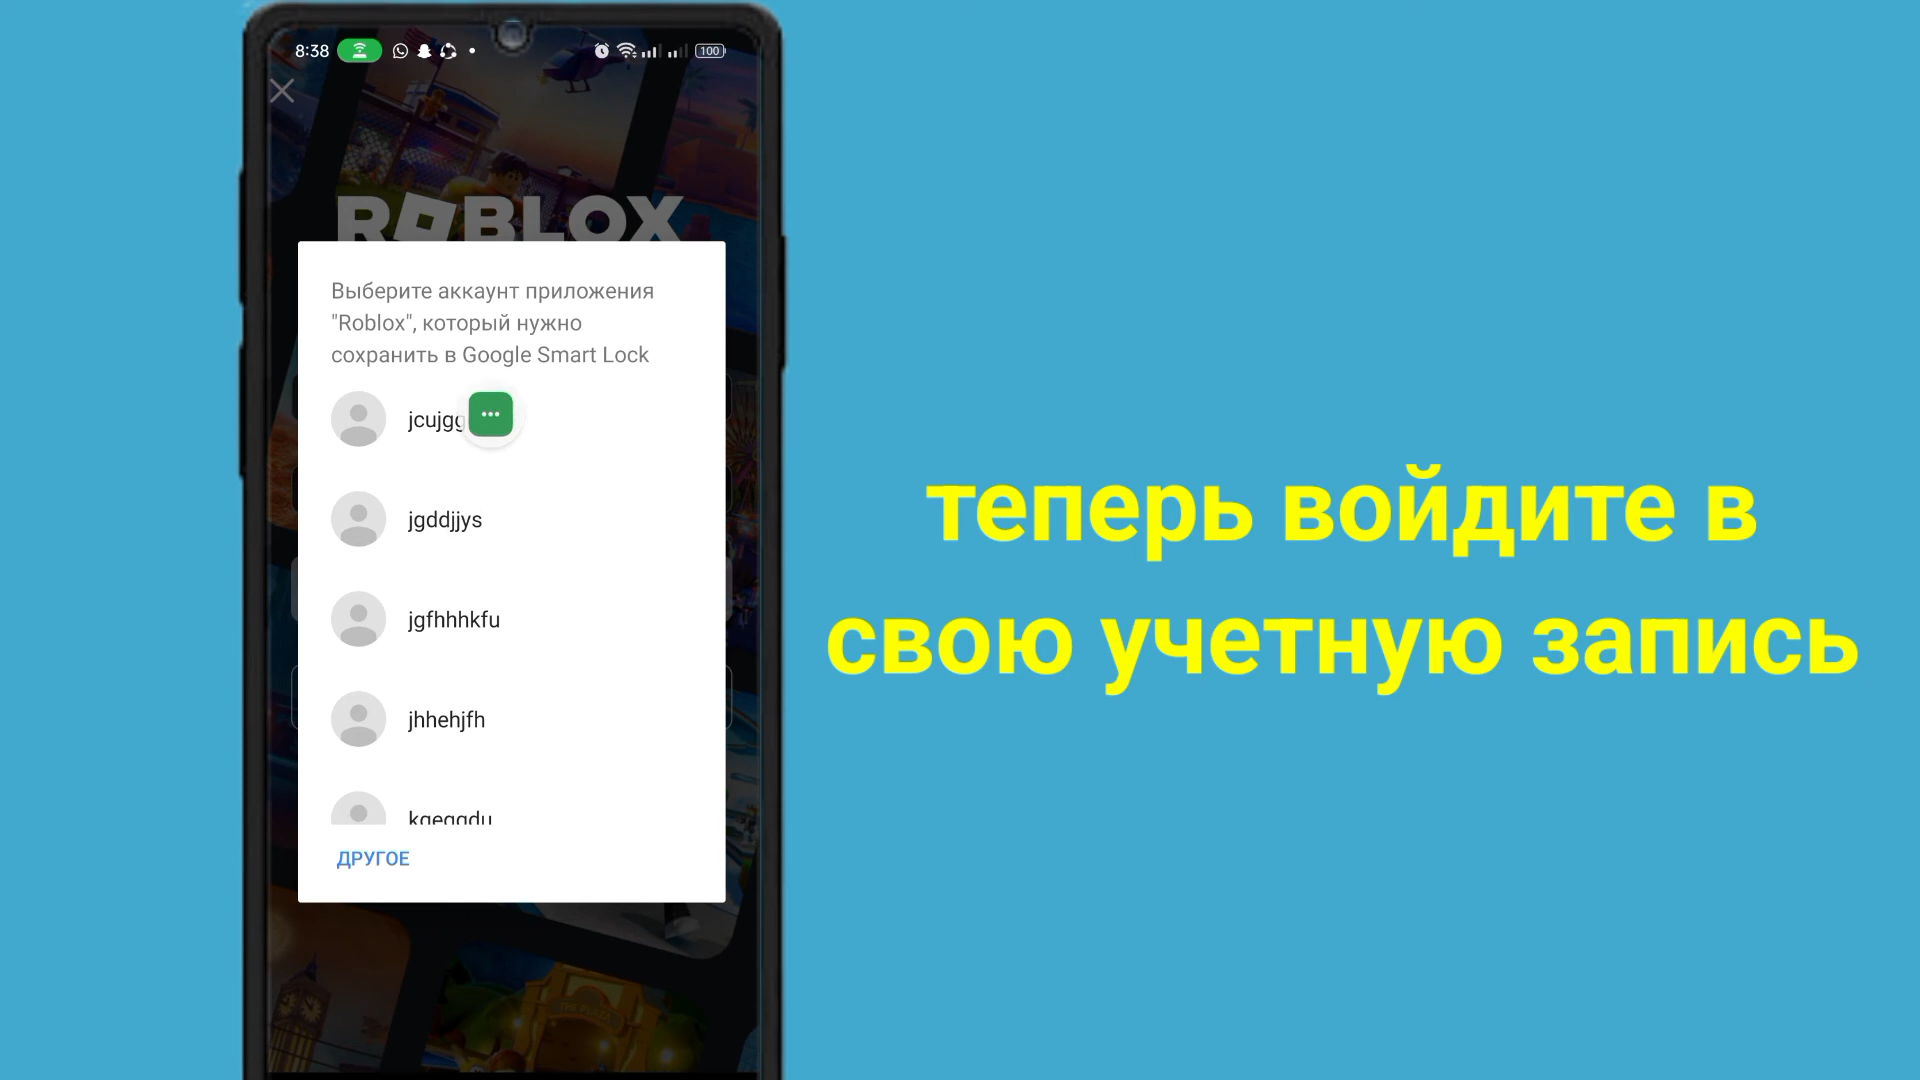 8:38
100
ROBLOX
Выберите аккаунт приложения
"Roblox", который нужно
сохранить в Google Smart Lock
jgddjjys
jgfhhhkfu
jhhehjfh
ДРУГОЕ
теперь войдите в
свою учетную запись